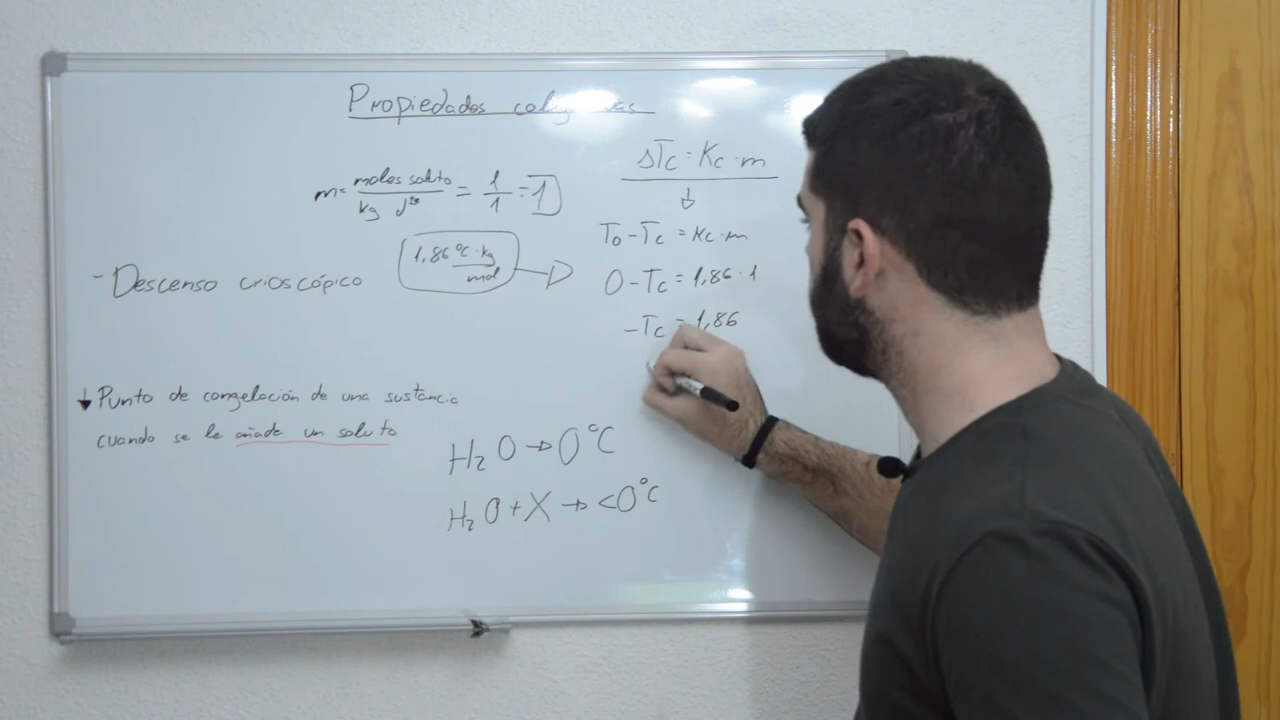 Propiedades coligativas
m = moles soluto / kg dte = 1/1 = 1
- Descenso crioscópico
1,86 °C · kg / mol
ΔTc = Kc · m
To - Tc = Kc · m
0 - Tc = 1,86 · 1
- Tc = 1,86
↓ Punto de congelación de una sustancia
cuando se le añade un soluto
H₂O → 0°C
H₂O + X → < 0°C